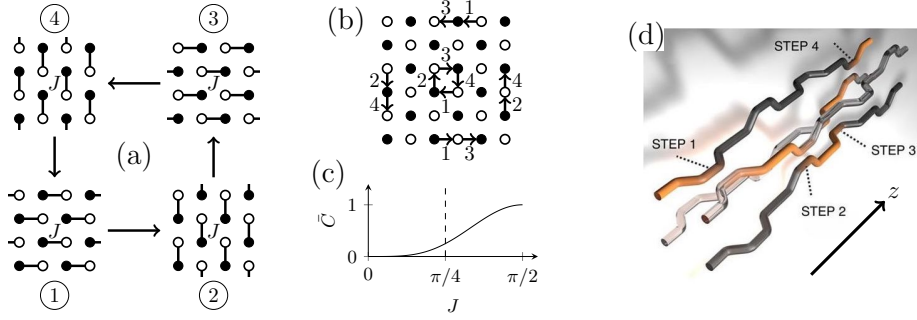 ④
③
J
J
(a)
J
J
①
②
(b)
3 1
3
2 2 4 4
4 1 2
1 3
(c)
C̄
1
0
0 π/4 π/2
J
(d)
STEP 4
STEP 1
STEP 3
STEP 2
z